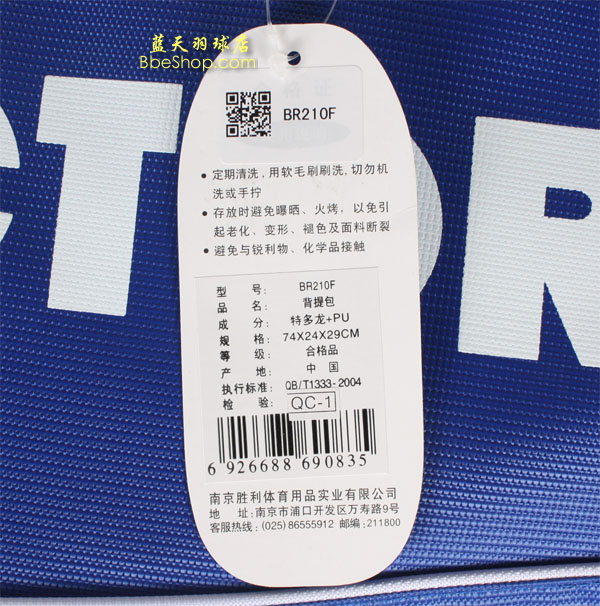 蓝天羽球店
BbeShop.com
CTOR
格证
BR210F
● 定期清洗，用软毛刷刷洗，切勿机
洗或手拧
● 存放时避免曝晒、火烤，以免引
起老化、变形、褪色及面料断裂
● 避免与锐利物、化学品接触
型 号： BR210F
品 名： 背提包
成 分： 特多龙+PU
规 格： 74X24X29CM
等 级： 合格品
产 地： 中 国
执行标准： QB/T1333-2004
检 验： QC-1
6 926688 690835
南京胜利体育用品实业有限公司
地 址：南京市浦口开发区万寿路9号
客服热线：(025) 86555912 邮编：211800